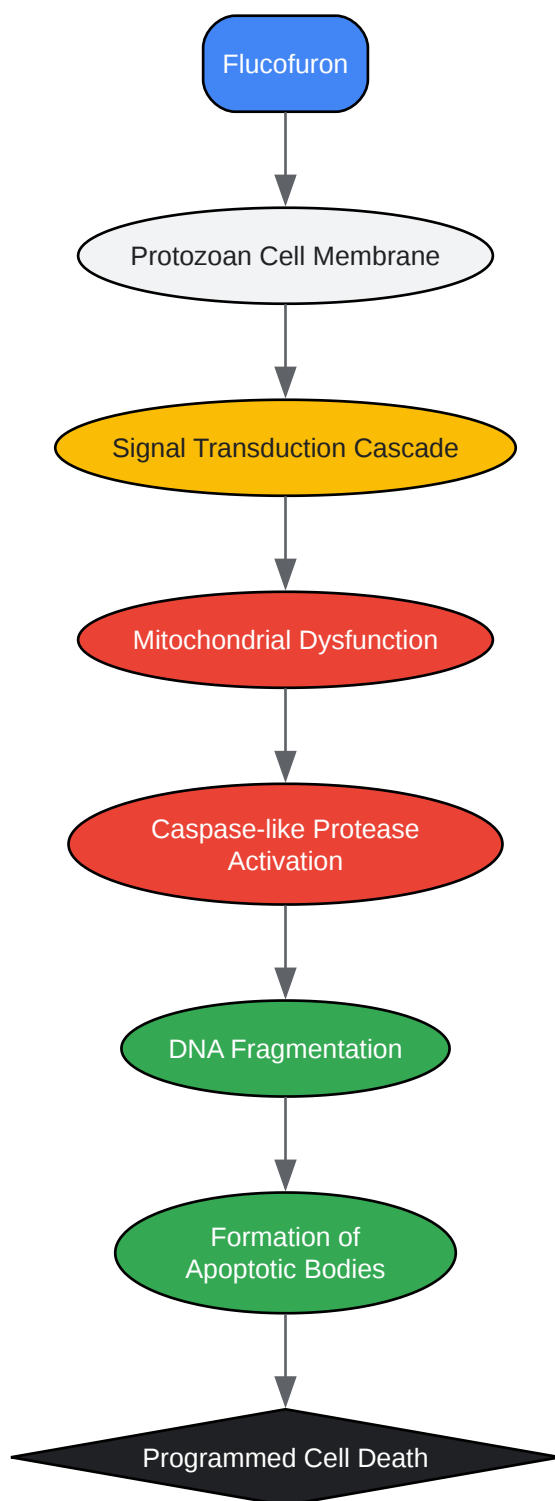 Flucofuron
Protozoan Cell Membrane
Signal Transduction Cascade
Mitochondrial Dysfunction
Caspase-like Protease
Activation
DNA Fragmentation
Formation of
Apoptotic Bodies
Programmed Cell Death